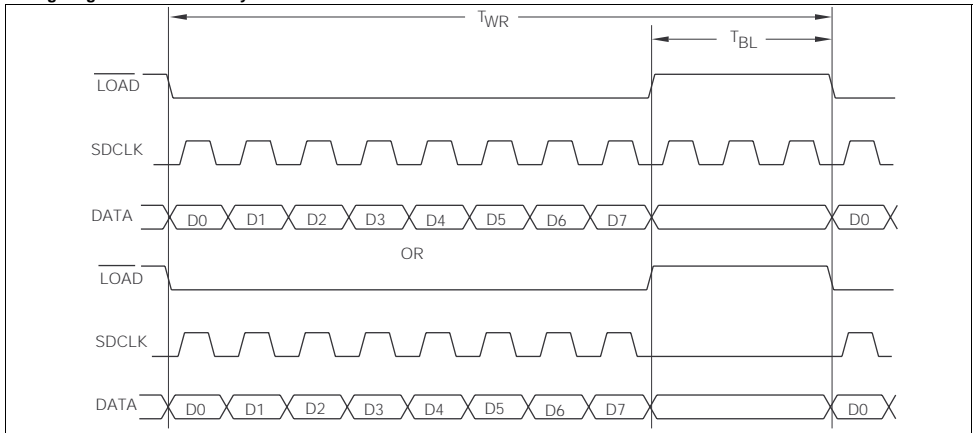 TWR
TBL
LOAD
SDCLK
DATA D0 D1 D2 D3 D4 D5 D6 D7 D0
OR
LOAD
SDCLK
DATA D0 D1 D2 D3 D4 D5 D6 D7 D0